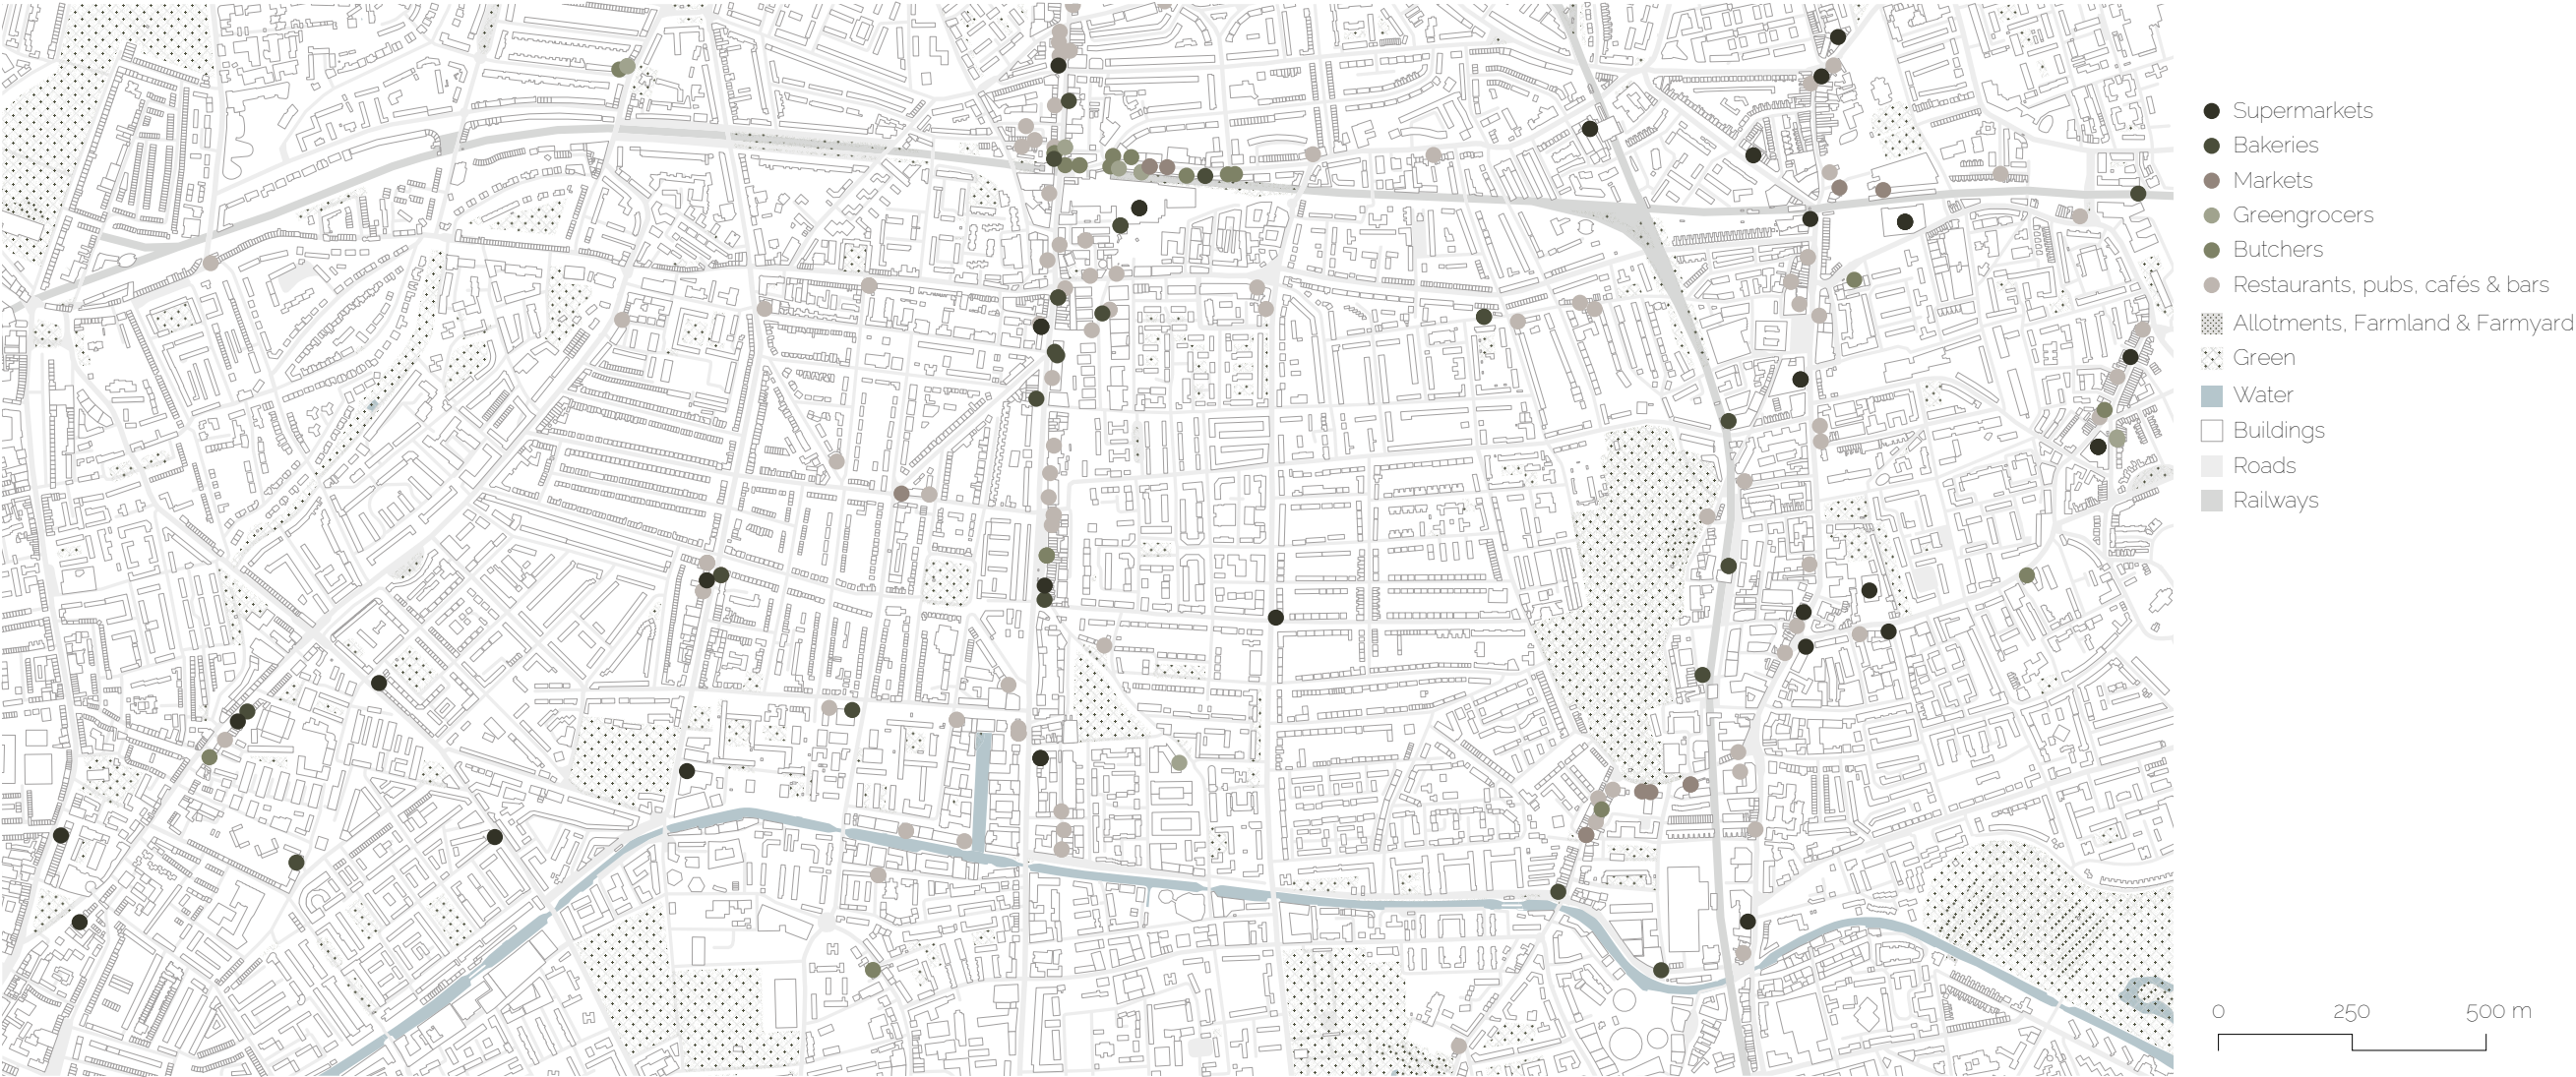 Supermarkets
Bakeries
Markets
Greengrocers
Butchers
Restaurants, pubs, cafés & bars
Allotments, Farmland & Farmyard
Green
Water
Buildings
Roads
Railways
0 250 500 m